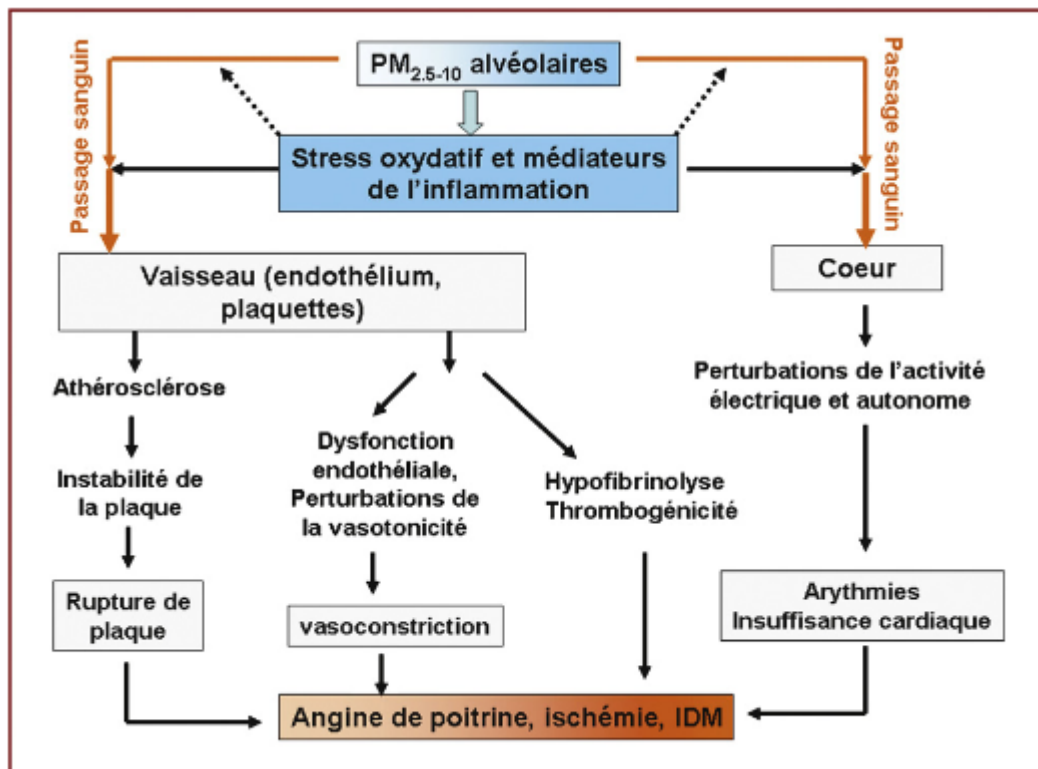 PM2.5-10 alvéolaires
Passage sanguin
Passage sanguin
Stress oxydatif et médiateurs
de l'inflammation
Vaisseau (endothélium,
plaquettes)
Coeur
Athérosclérose
Perturbations de l'activité
électrique et autonome
Dysfonction
endothéliale,
Perturbations de
la vasotonicité
Instabilité de
la plaque
Hypofibrinolyse
Thrombogénicité
Rupture de
plaque
vasoconstriction
Arythmies
Insuffisance cardiaque
Angine de poitrine, ischémie, IDM